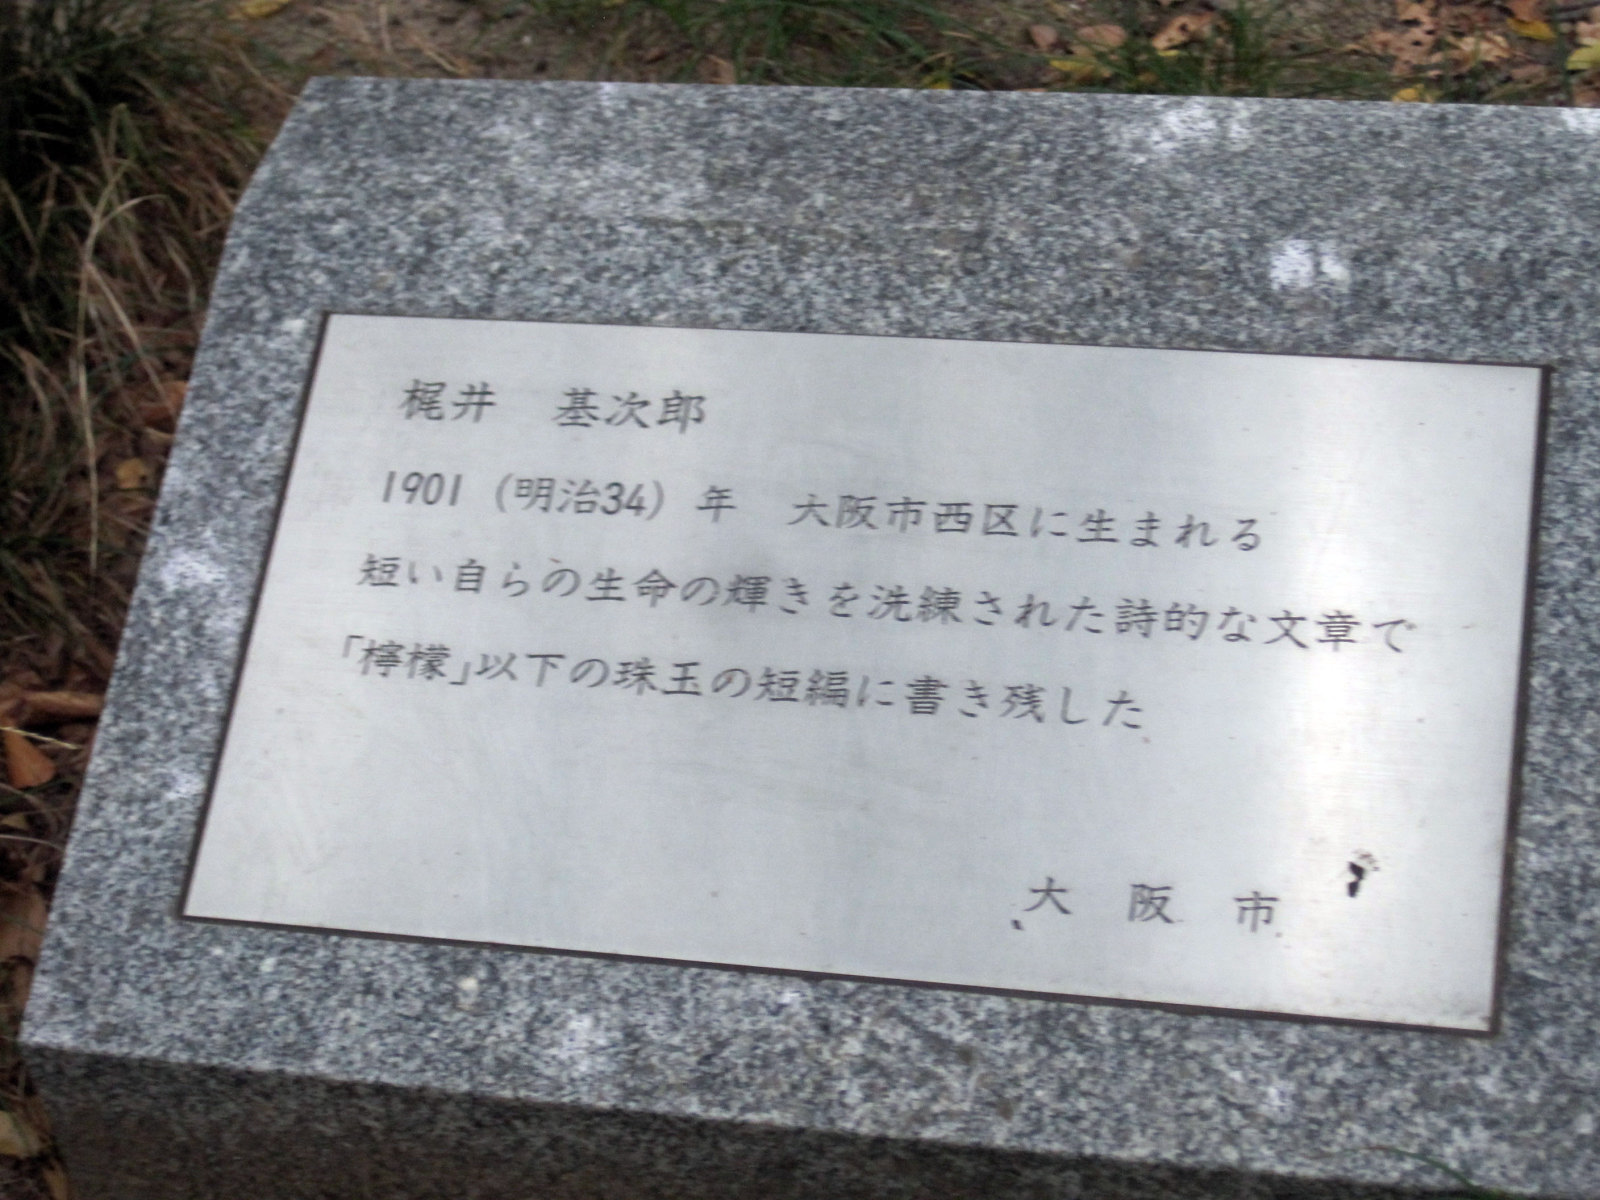 梶井　基次郎
1901（明治34）年　大阪市西区に生まれる
短い自らの生命の輝きを洗練された詩的な文章で
「檸檬」以下の珠玉の短編に書き残した
大　阪　市